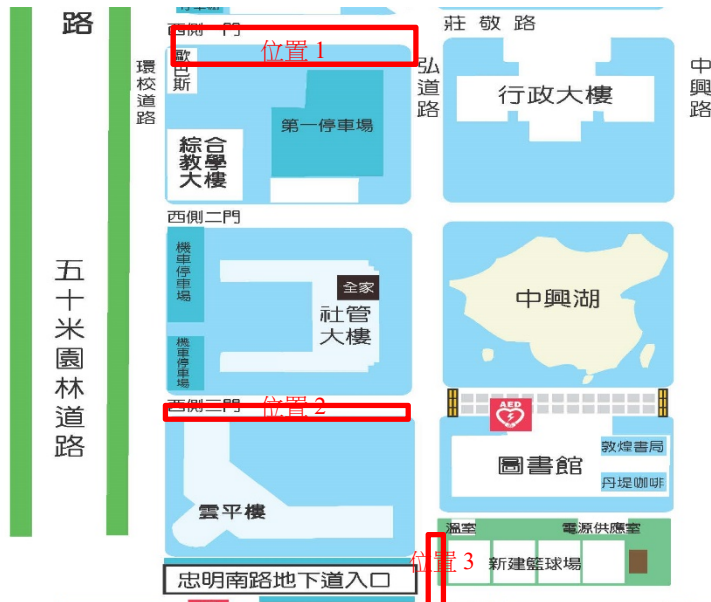 停車場
路
西側一門
位置 1
莊敬路
歐巴斯
環校道路
弘道路
中興路
行政大樓
第一停車場
綜合
教學
大樓
西側二門
機車停車場
五十米園林道路
全家
社管
大樓
中興湖
機車停車場
西側三門
位置 2
AED
圖書館
敦煌書局
丹堤咖啡
雲平樓
溫室
電源供應室
位置 3
新建籃球場
忠明南路地下道入口